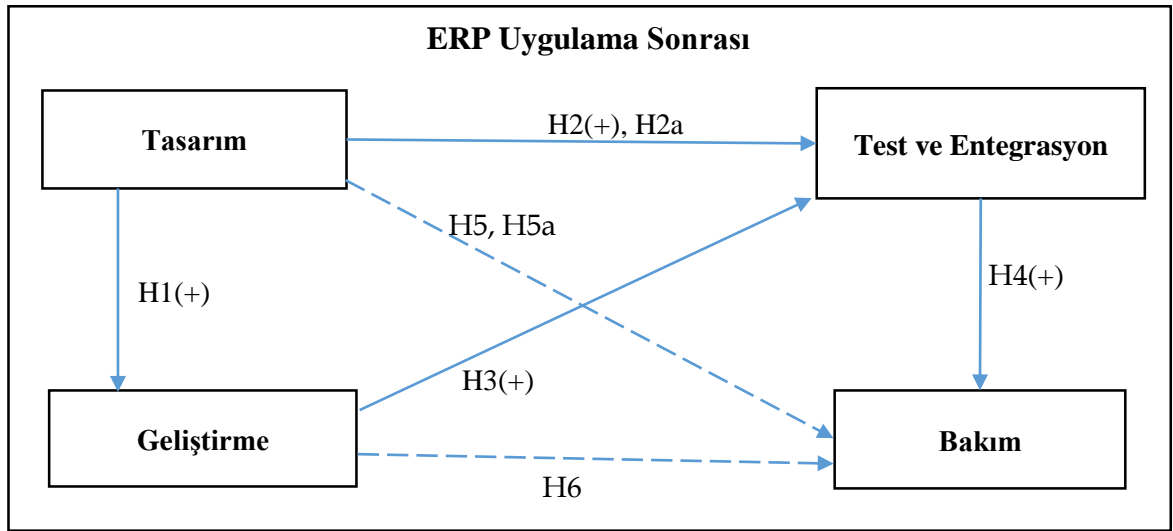 ERP Uygulama Sonrası
Tasarım
H2(+), H2a
Test ve Entegrasyon
H5, H5a
H1(+)
H4(+)
H3(+)
Geliştirme
Bakım
H6